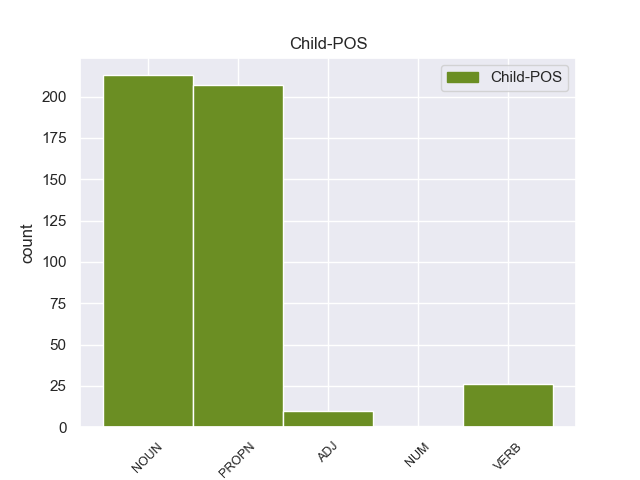 Child-POS
Child-POS
200
175
150
125
100
75
50
25
0
count
NOUN
PROPN
ADJ
NUM
VERB